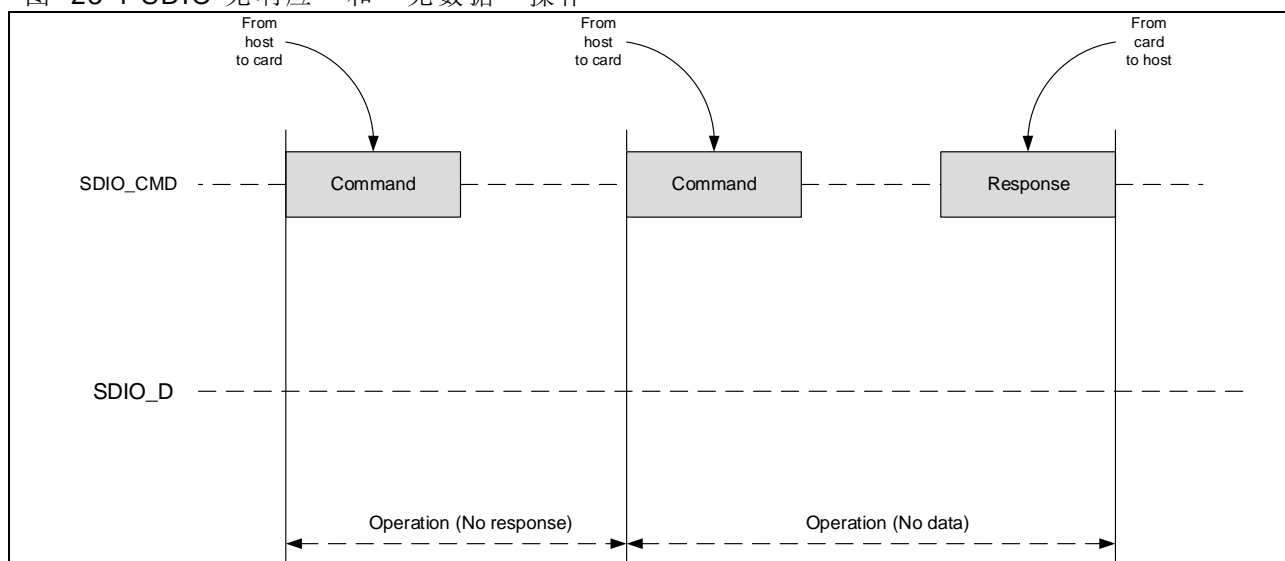 SDIO
From
host
to card
From
host
to card
From
card
to host
SDIO_CMD
Command
Command
Response
SDIO_D
Operation (No response)
Operation (No data)